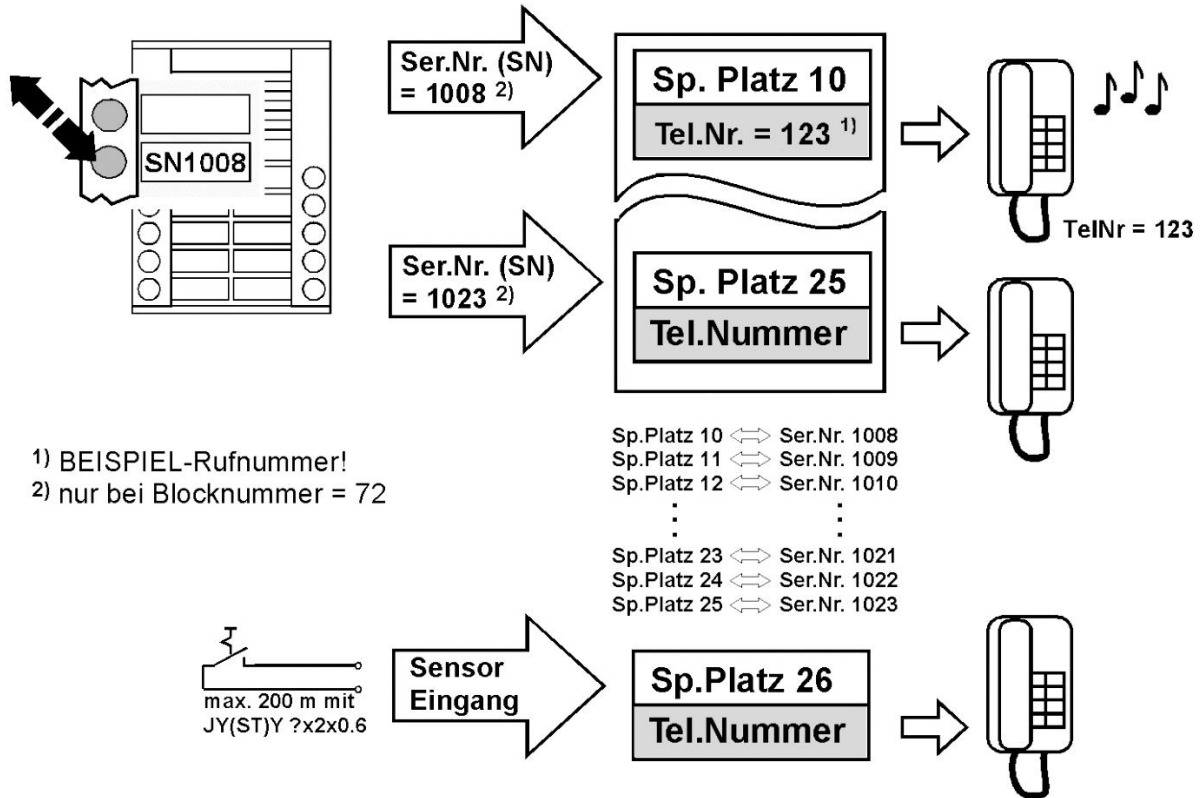 SN1008
Ser.Nr. (SN)
= 1008 2)
Sp. Platz 10
Tel.Nr. = 123 1)
TelNr = 123
Ser.Nr. (SN)
= 1023 2)
Sp. Platz 25
Tel.Nummer
1) BEISPIEL-Rufnummer!
2) nur bei Blocknummer = 72
Sp.Platz 10 ⇔ Ser.Nr. 1008
Sp.Platz 11 ⇔ Ser.Nr. 1009
Sp.Platz 12 ⇔ Ser.Nr. 1010
Sp.Platz 23 ⇔ Ser.Nr. 1021
Sp.Platz 24 ⇔ Ser.Nr. 1022
Sp.Platz 25 ⇔ Ser.Nr. 1023
max. 200 m mit
JY(ST)Y ?x2x0.6
Sensor
Eingang
Sp.Platz 26
Tel.Nummer